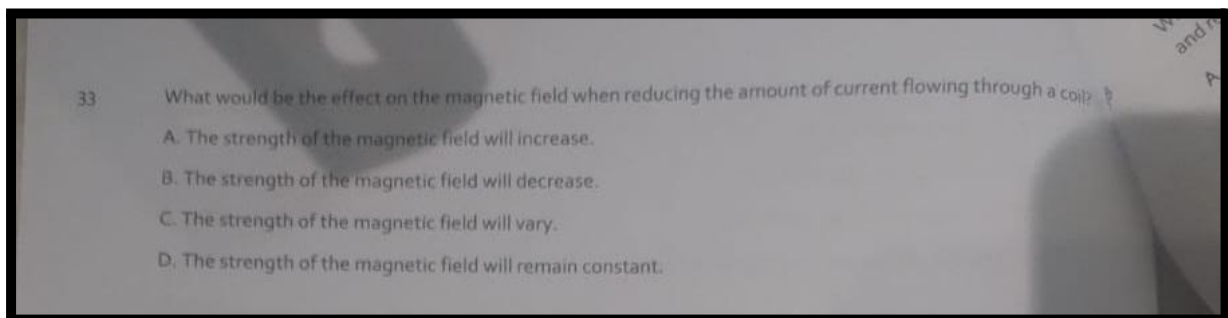 and
33 What would be the effect on the magnetic field when reducing the amount of current flowing through a coil?
A
A. The strength of the magnetic field will increase.
B. The strength of the magnetic field will decrease.
C. The strength of the magnetic field will vary.
D. The strength of the magnetic field will remain constant.